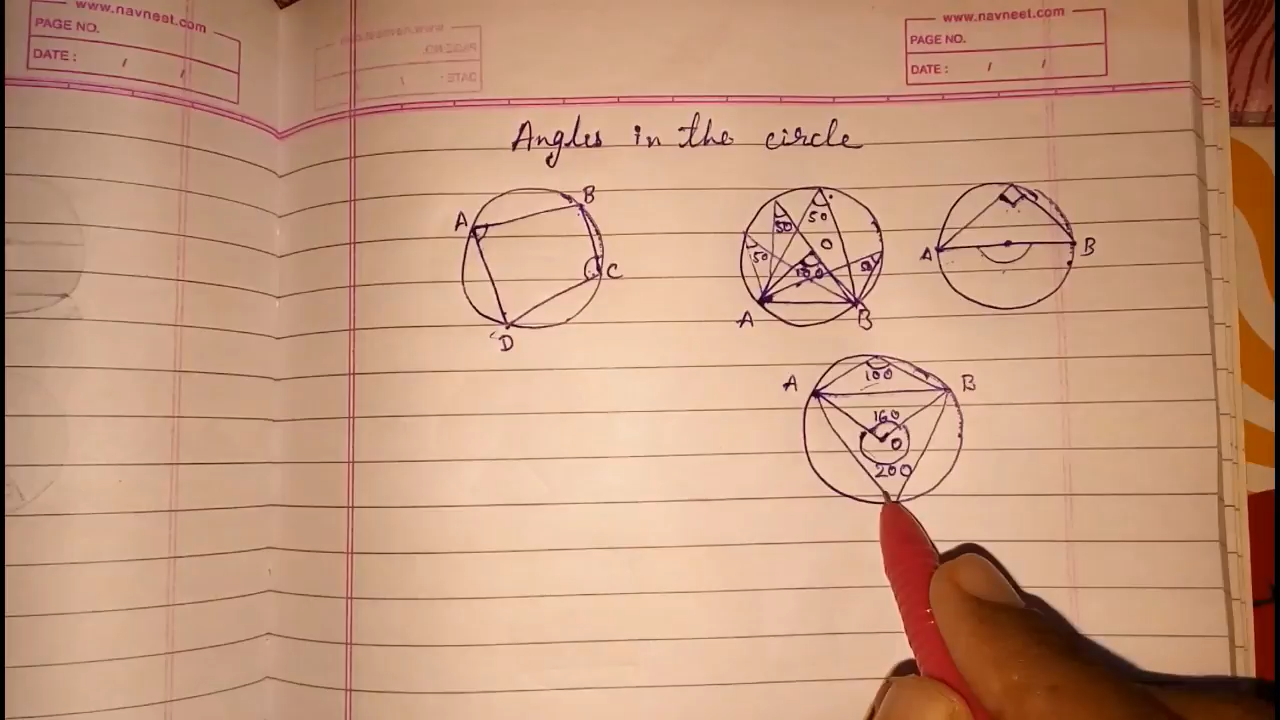 www.navneet.com
PAGE NO.
DATE: / /
www.navneet.com
PAGE NO.
DATE: / /
Angles in the circle
A B C D
50 50 50 50 100 O A B
A B
A B 100 160 O 200